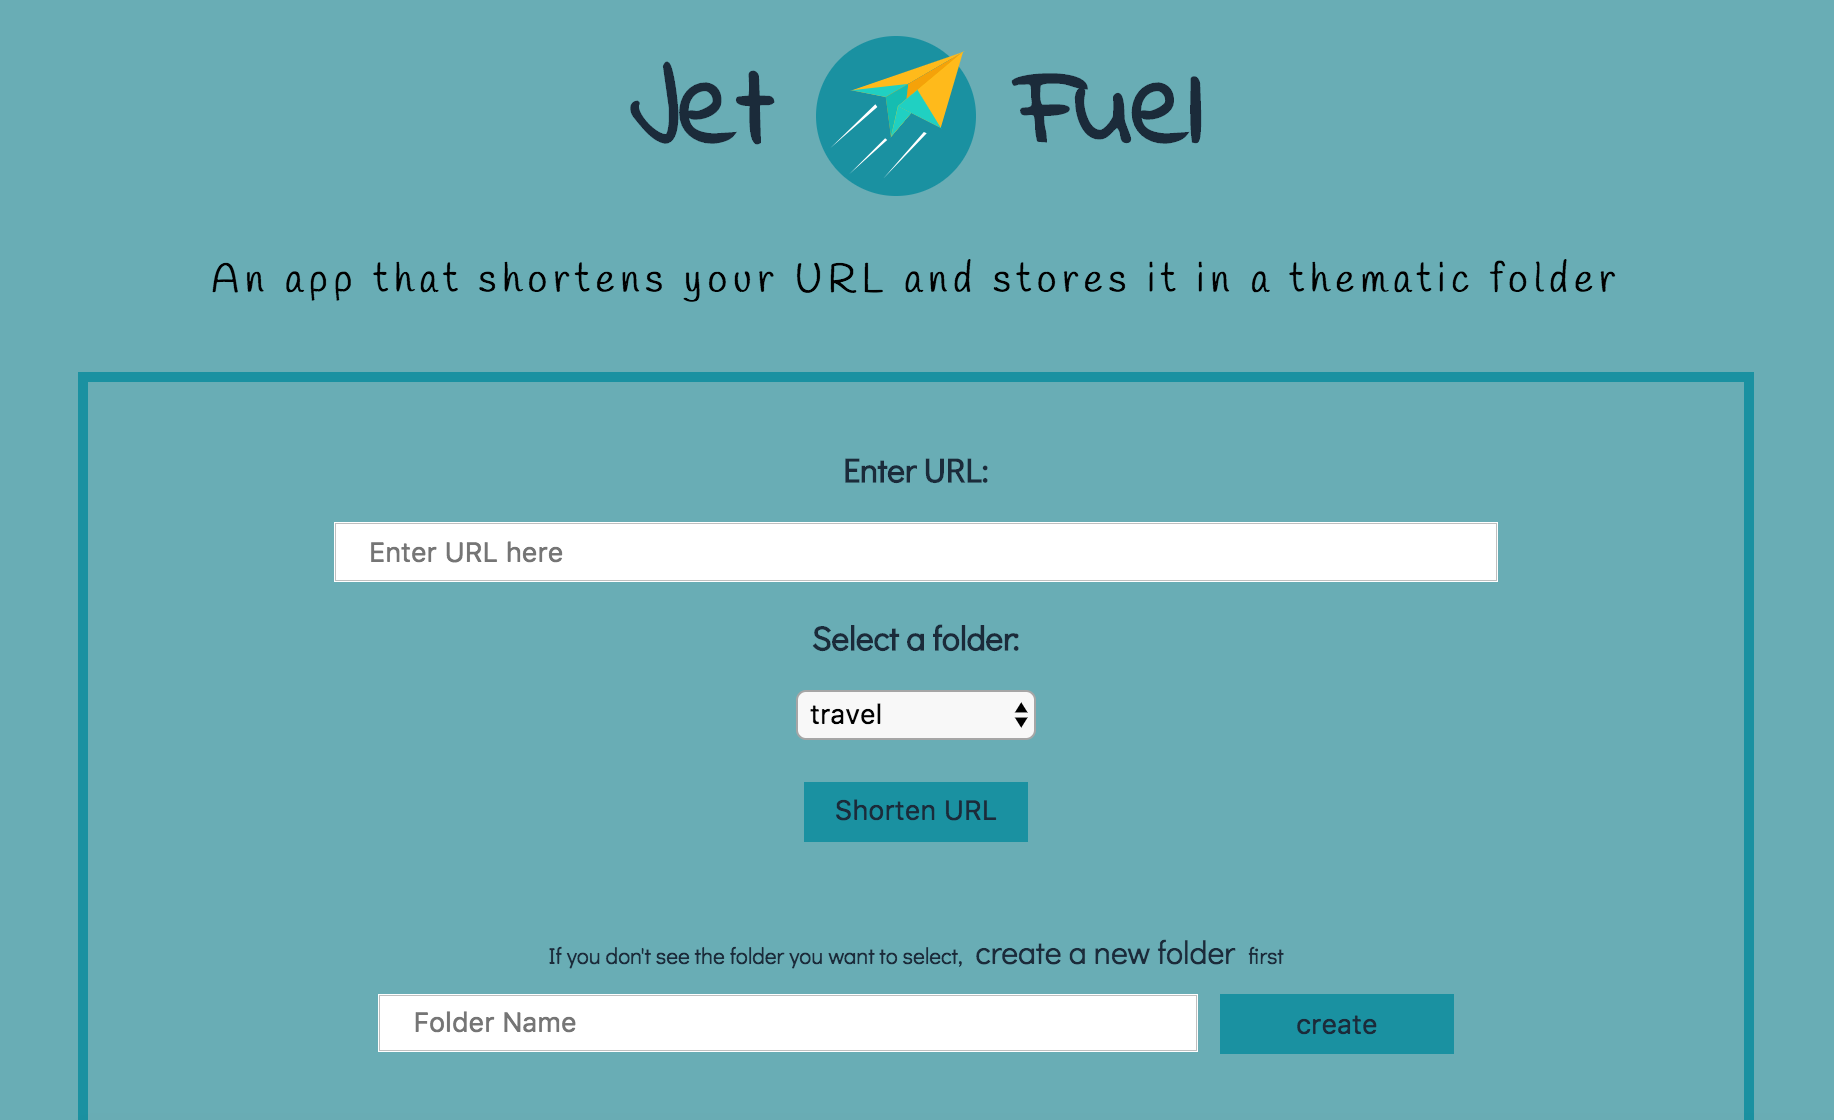 Jet Fuel
An app that shortens your URL and stores it in a thematic folder
Enter URL:
Enter URL here
Select a folder:
travel
Shorten URL
If you don't see the folder you want to select, create a new folder first
Folder Name
create